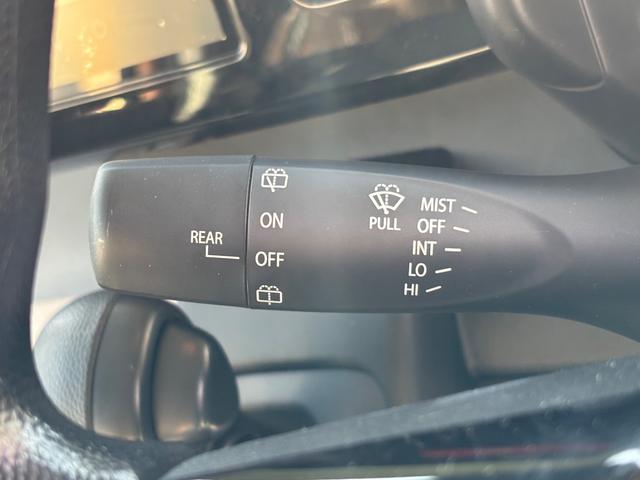 REAR
ON
OFF
PULL
MIST
OFF
INT
LO
HI